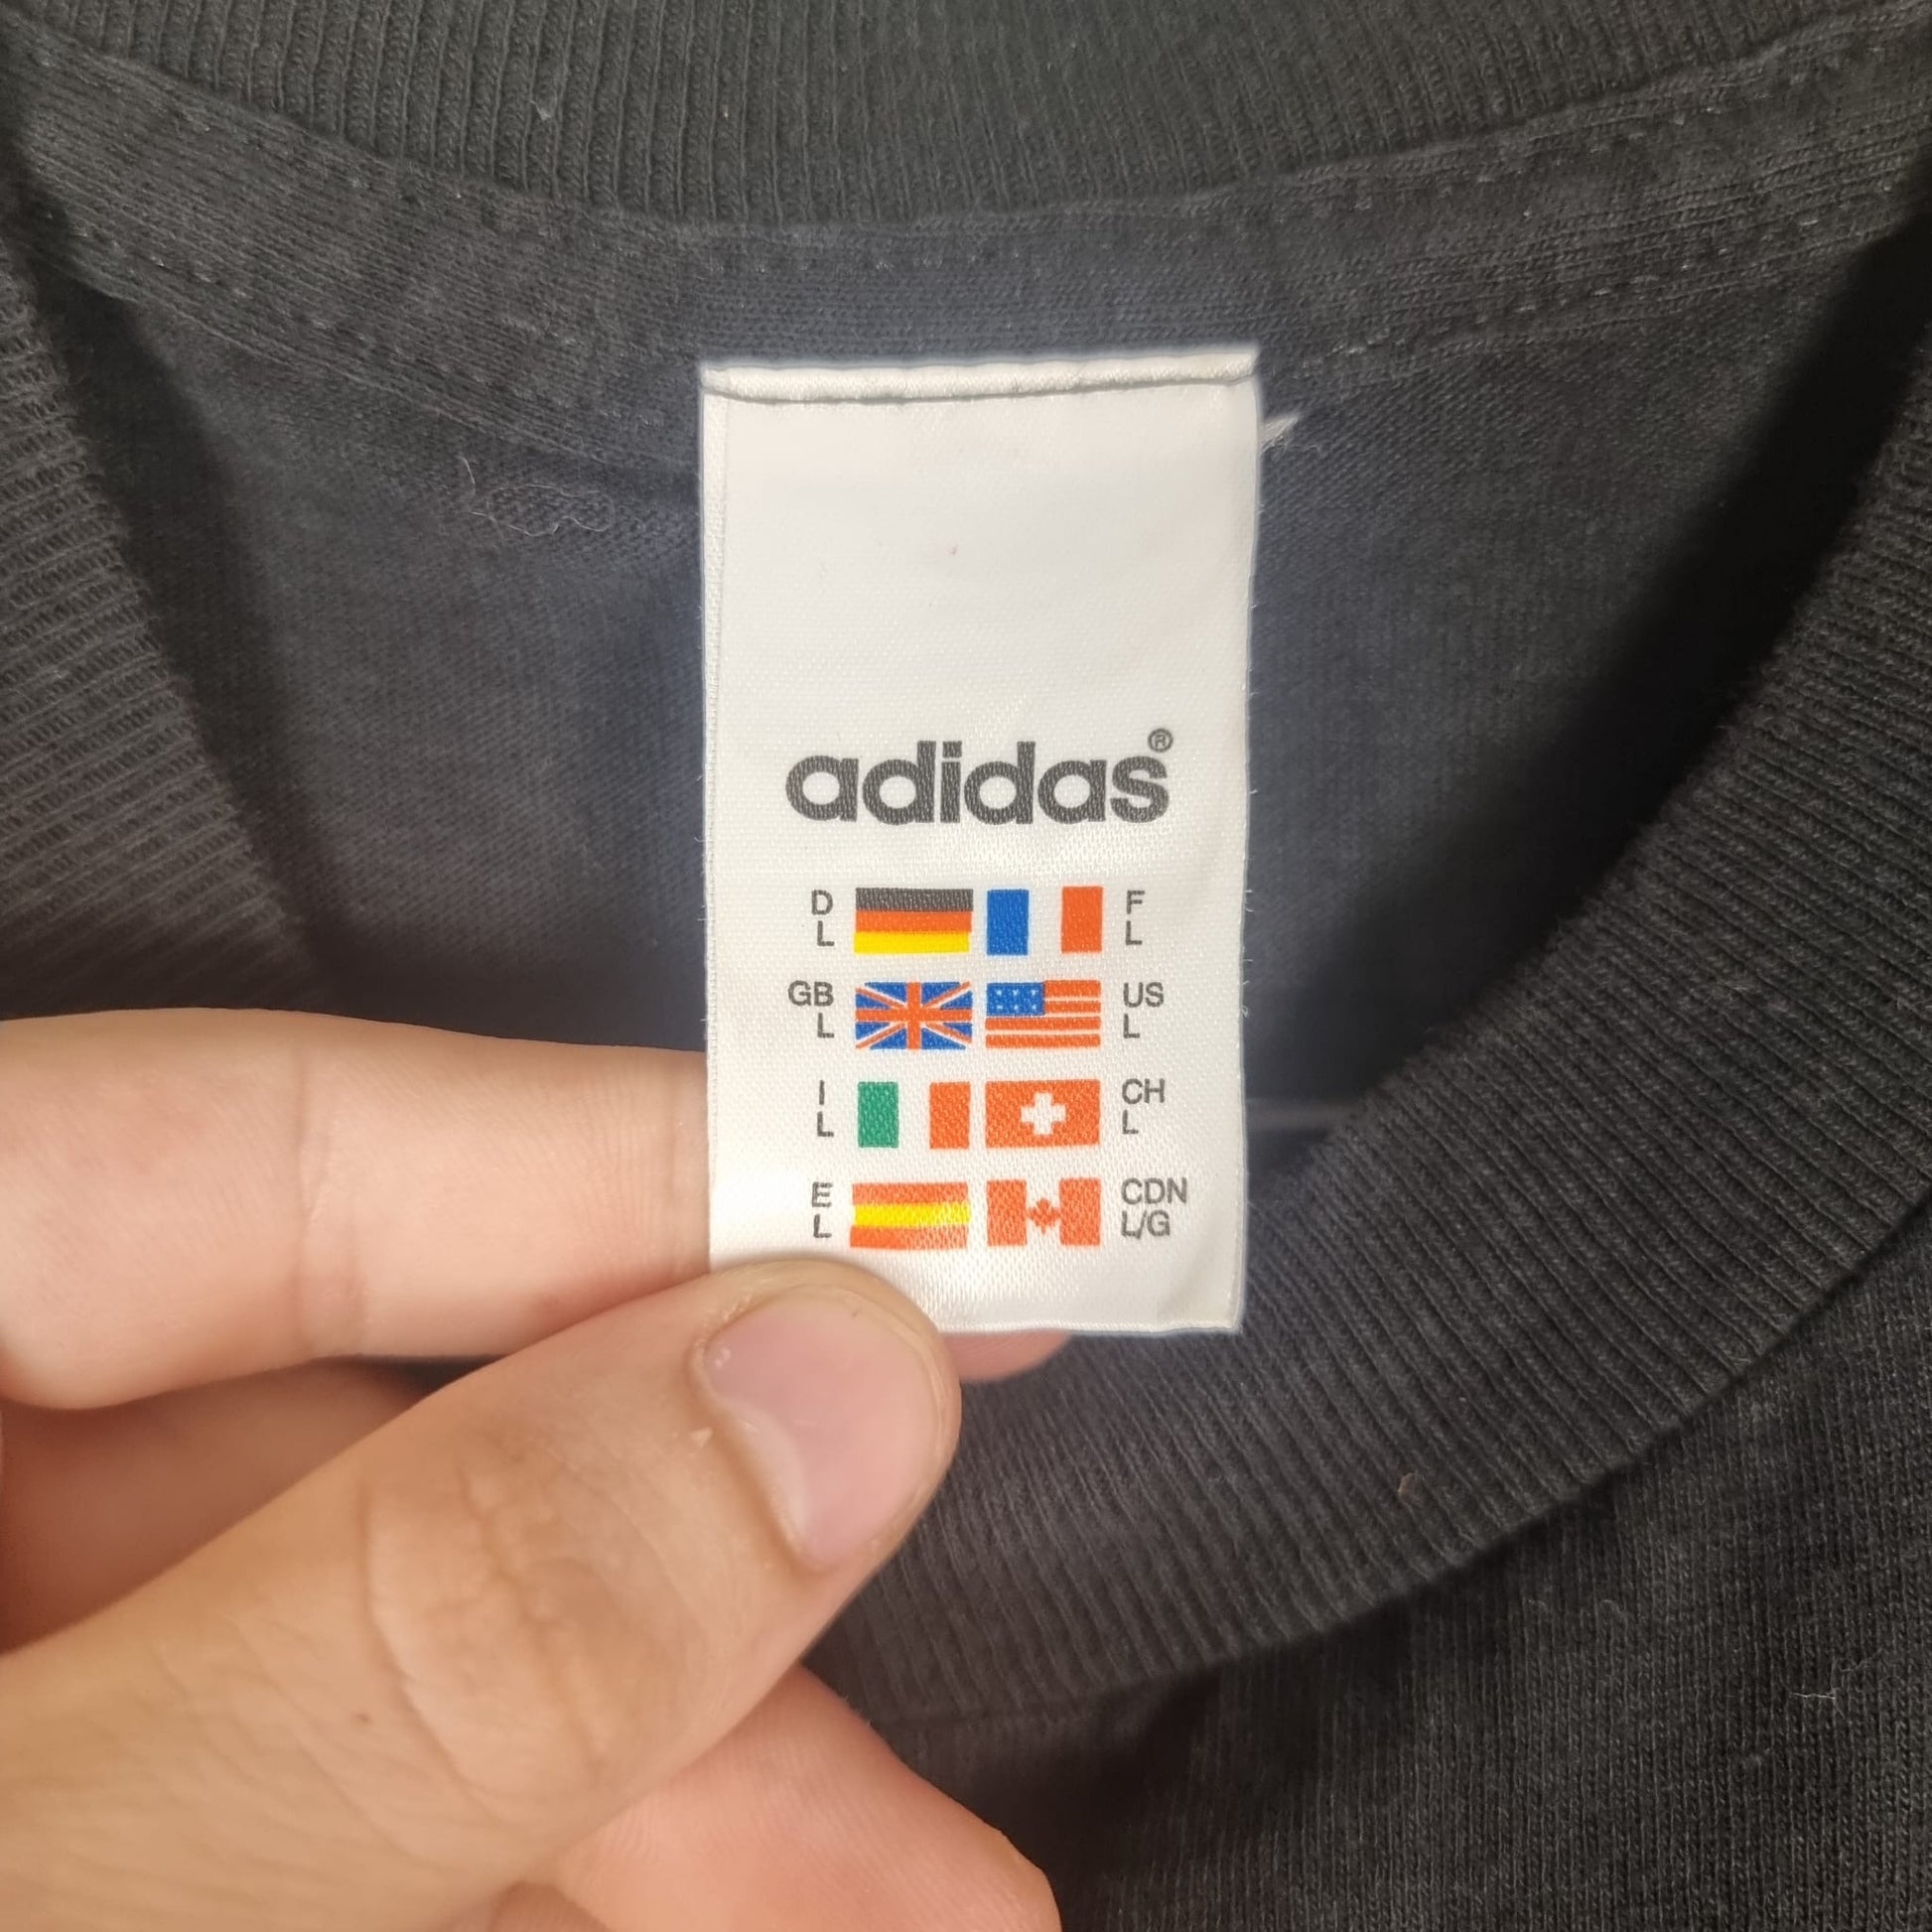 adidas®
D F
L L
GB US
L L
I CH
L L
E CDN
L L/G